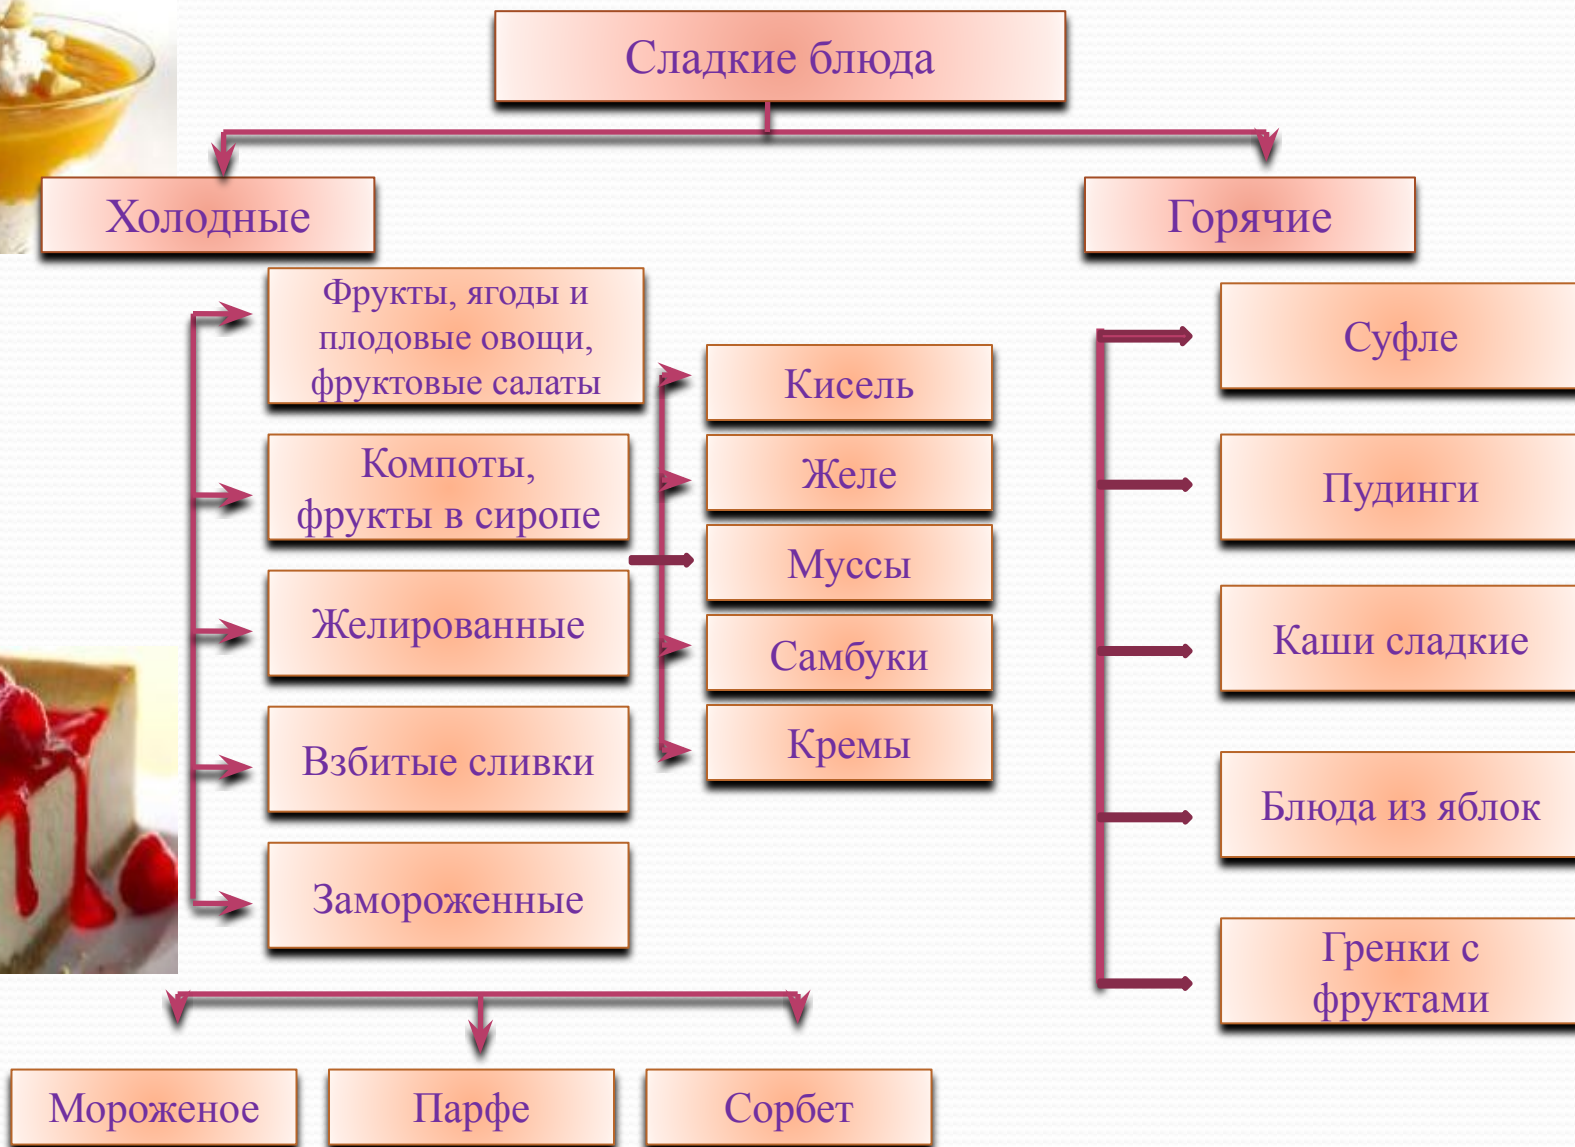 Сладкие блюда
Холодные
Горячие
Фрукты, ягоды и
плодовые овощи,
фруктовые салаты
Компоты,
фрукты в сиропе
Желированные
Взбитые сливки
Замороженные
Кисель
Желе
Муссы
Самбуки
Кремы
Суфле
Пудинги
Каши сладкие
Блюда из яблок
Гренки с
фруктами
Мороженое
Парфе
Сорбет